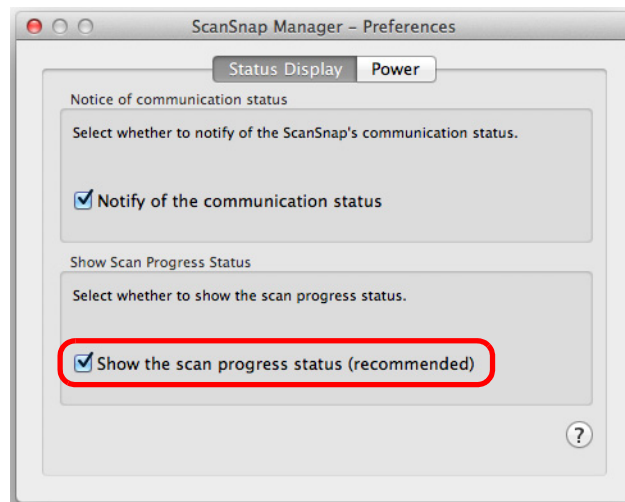 ScanSnap Manager – Preferences
Status Display Power
Notice of communication status
Select whether to notify of the ScanSnap's communication status.
Notify of the communication status
Show Scan Progress Status
Select whether to show the scan progress status.
Show the scan progress status (recommended)
?